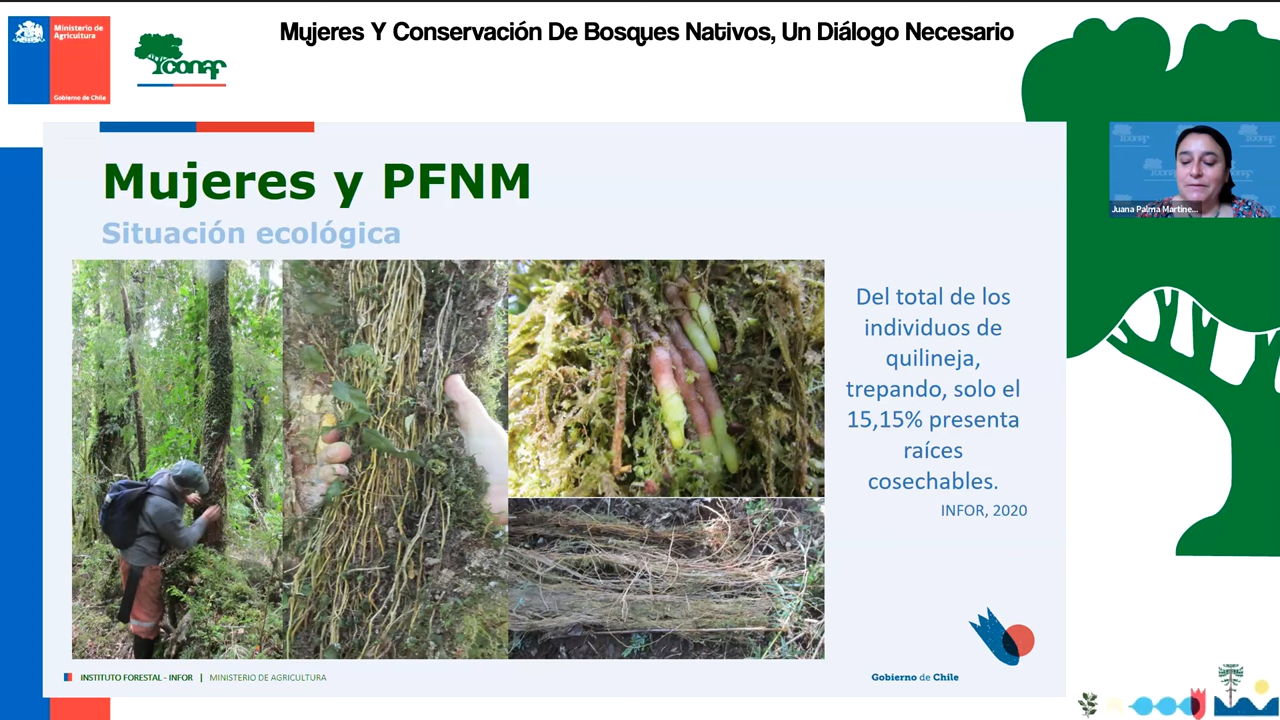 Mujeres Y Conservación De Bosques Nativos, Un Diálogo Necesario
Ministerio de
Agricultura
Gobierno de Chile
conaf
Mujeres y PFNM
Situación ecológica
Juana Palma Martine...
Del total de los
individuos de
quilineja,
trepando, solo el
15,15% presenta
raíces
cosechables.
INFOR, 2020
INSTITUTO FORESTAL - INFOR | MINISTERIO DE AGRICULTURA
Gobierno de Chile